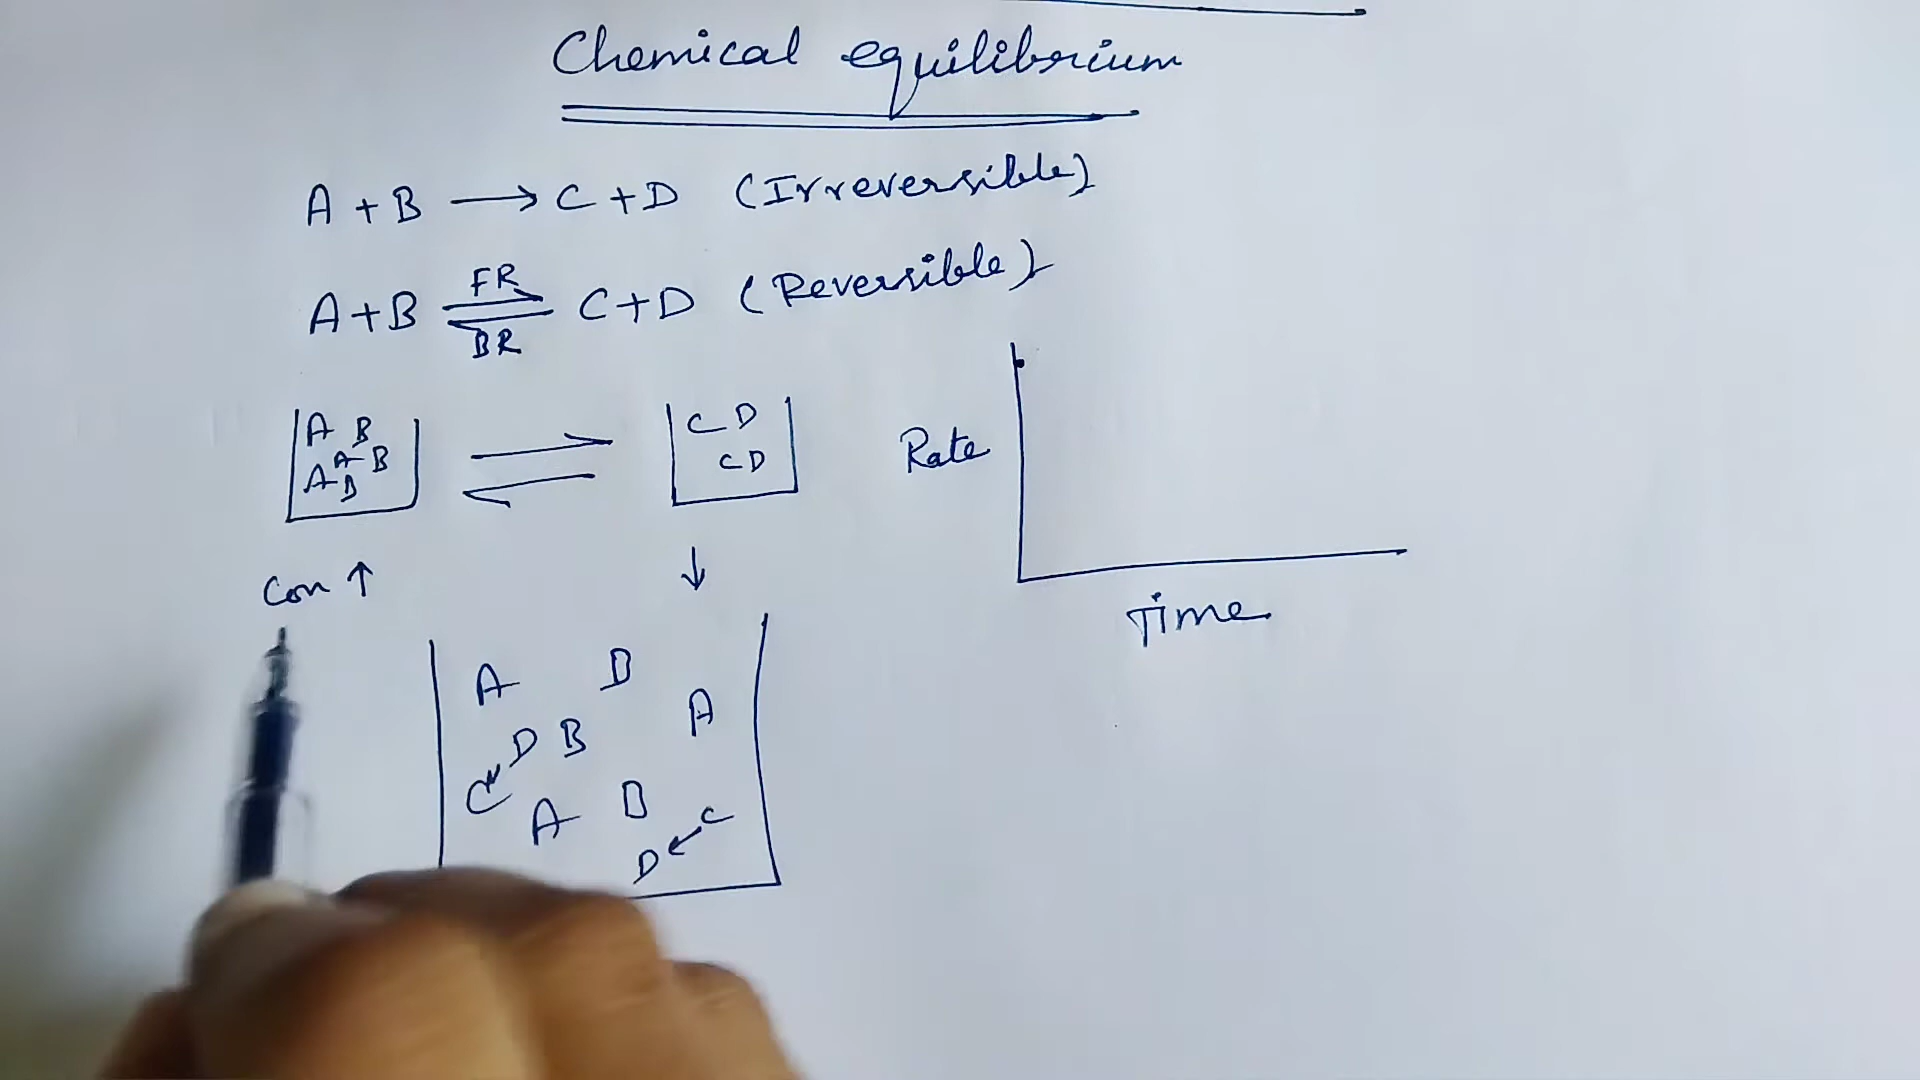 Chemical equilibrium
A + B → C + D (Irreversible)
FR
A + B ⇌ C + D (Reversible)
BR
A B
A A B
B
⇌
C D
C D
Rate
Time
Con ↑
↓
A B
A
D B
C
A B
C
D